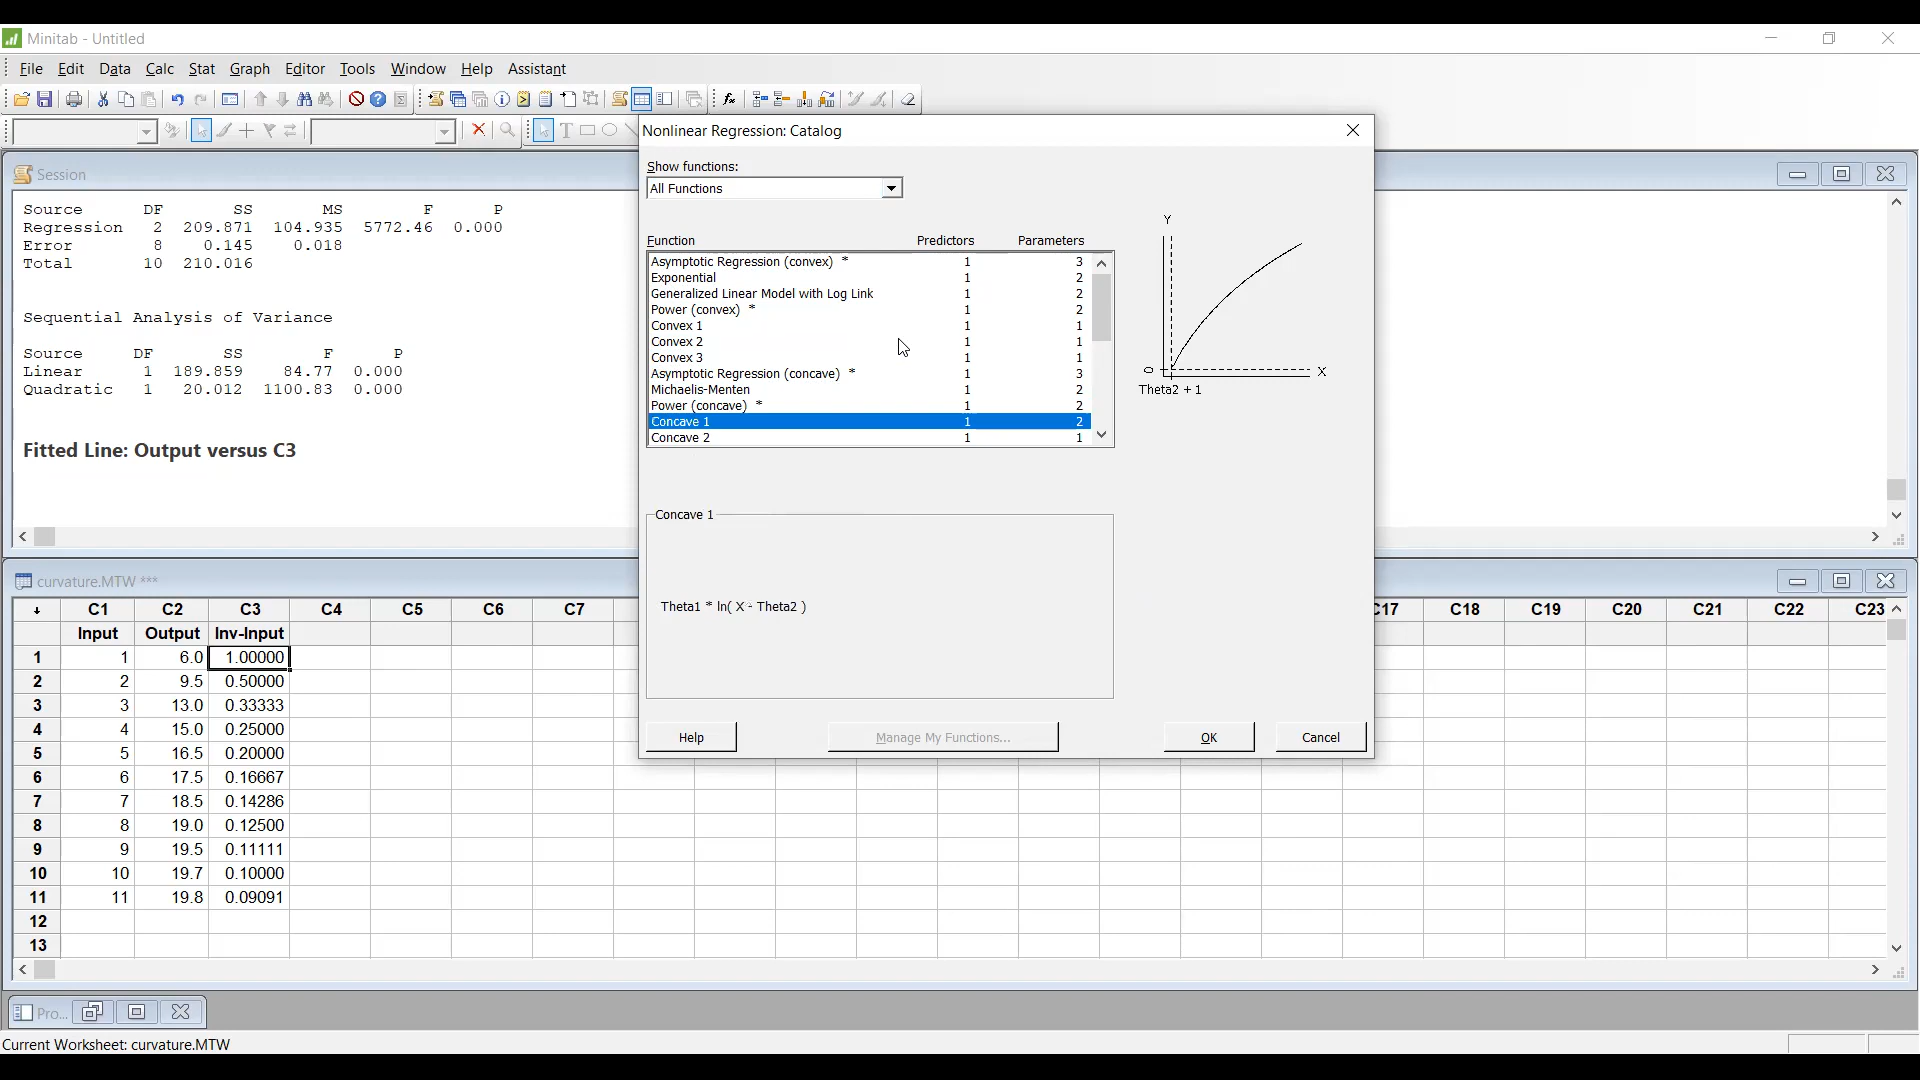 Minitab - Untitled
File Edit Data Calc Stat Graph Editor Tools Window Help Assistant
Session
Source DF SS MS F P
Regression 2 209.871 104.935 5772.46 0.000
Error 8 0.145 0.018
Total 10 210.016
Sequential Analysis of Variance
Source DF SS F P
Linear 1 189.859 84.77 0.000
Quadratic 1 20.012 1100.83 0.000
Fitted Line: Output versus C3
Nonlinear Regression: Catalog
Show functions:
All Functions
Function Predictors Parameters
Asymptotic Regression (convex) * 1 3
Exponential 1 2
Generalized Linear Model with Log Link 1 2
Power (convex) * 1 2
Convex 1 1 1
Convex 2 1 1
Convex 3 1 1
Asymptotic Regression (concave) * 1 3
Michaelis-Menten 1 2
Power (concave) * 1 2
Concave 1 1 2
Concave 2 1 1
Y
0
X
Theta2 + 1
Concave 1
Theta1 * ln( X - Theta2 )
Help Manage My Functions... OK Cancel
curvature.MTW ***
C1 C2 C3 C4 C5 C6 C7 C17 C18 C19 C20 C21 C22 C23
Input Output Inv-Input
1 1 6.0 1.00000
2 2 9.5 0.50000
3 3 13.0 0.33333
4 4 15.0 0.25000
5 5 16.5 0.20000
6 6 17.5 0.16667
7 7 18.5 0.14286
8 8 19.0 0.12500
9 9 19.5 0.11111
10 10 19.7 0.10000
11 11 19.8 0.09091
12
13
Pro...
Current Worksheet: curvature.MTW